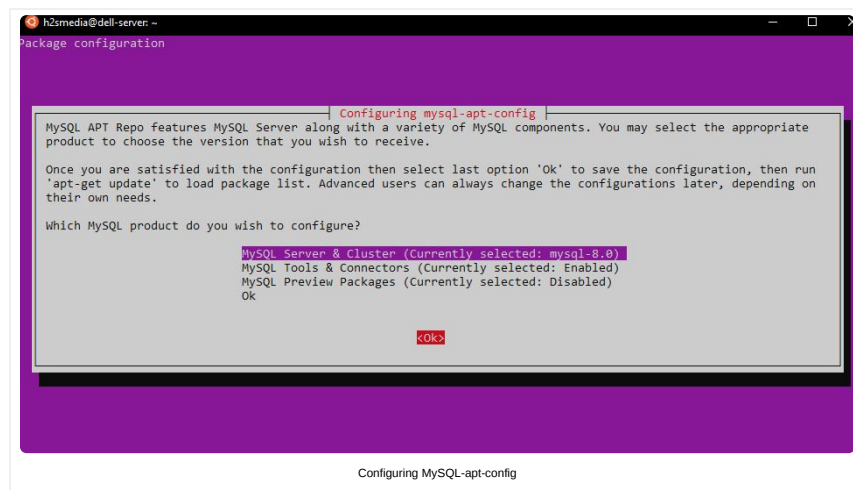 h2smedia@dell-server: ~
Package configuration
Configuring mysql-apt-config
MySQL APT Repo features MySQL Server along with a variety of MySQL components. You may select the appropriate
product to choose the version that you wish to receive.
Once you are satisfied with the configuration then select last option 'Ok' to save the configuration, then run
'apt-get update' to load package list. Advanced users can always change the configurations later, depending on
their own needs.
Which MySQL product do you wish to configure?
MySQL Server & Cluster (Currently selected: mysql-8.0)
MySQL Tools & Connectors (Currently selected: Enabled)
MySQL Preview Packages (Currently selected: Disabled)
Ok
<Ok>
Configuring MySQL-apt-config